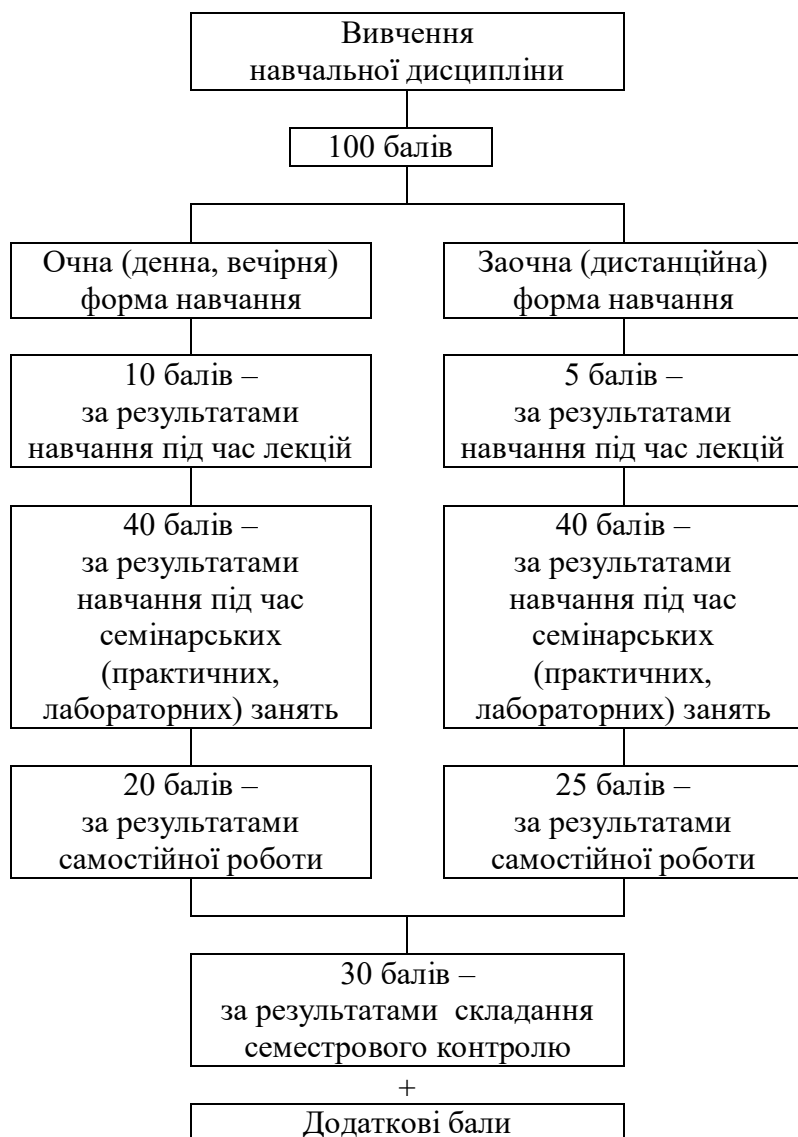 Вивчення
навчальної дисципліни
100 балів
Очна (денна, вечірня)
форма навчання
Заочна (дистанційна)
форма навчання
10 балів –
за результатами
навчання під час лекцій
5 балів –
за результатами
навчання під час лекцій
40 балів –
за результатами
навчання під час
семінарських
(практичних,
лабораторних) занять
40 балів –
за результатами
навчання під час
семінарських
(практичних,
лабораторних) занять
20 балів –
за результатами
самостійної роботи
25 балів –
за результатами
самостійної роботи
30 балів –
за результатами складання
семестрового контролю
+
Додаткові бали